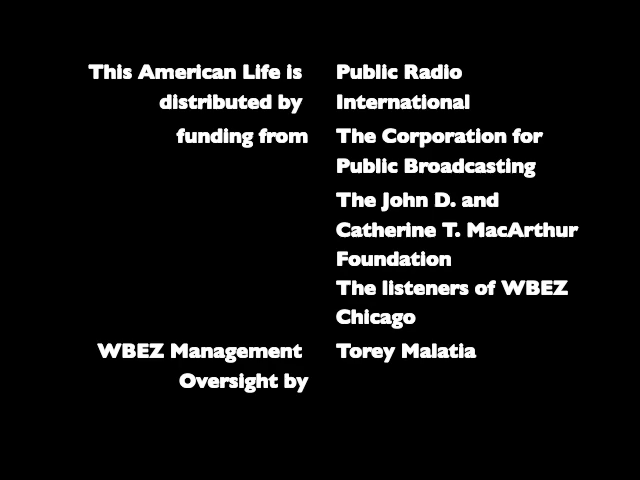 This American Life is Public Radio
distributed by International
funding from The Corporation for
Public Broadcasting
The John D. and
Catherine T. MacArthur
Foundation
The listeners of WBEZ
Chicago
WBEZ Management Torey Malatia
Oversight by